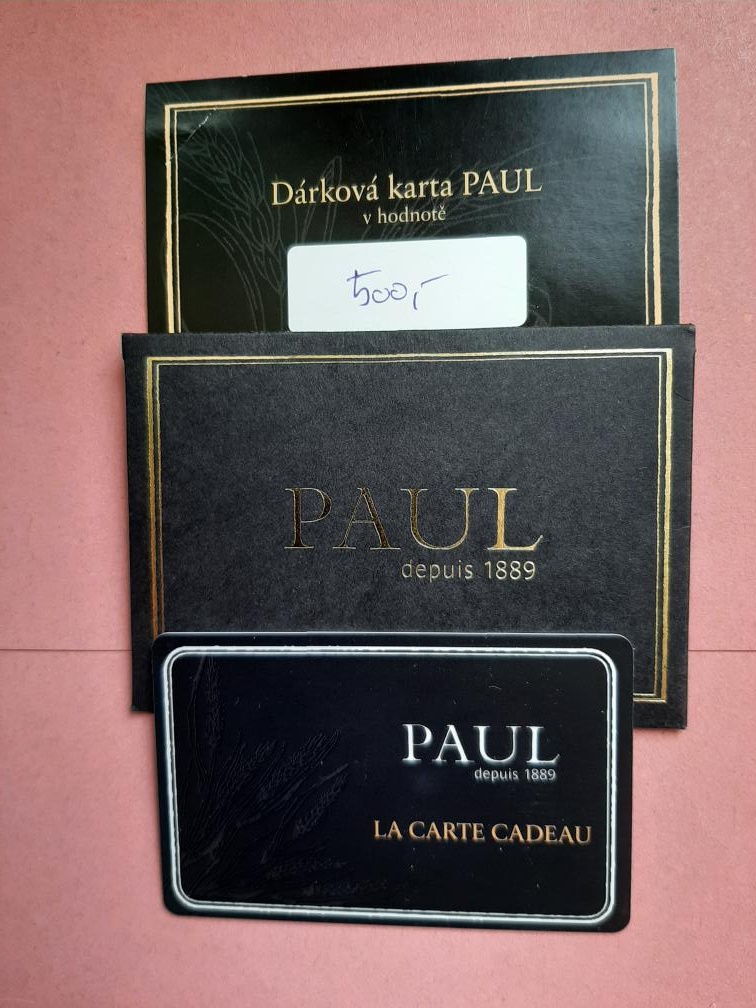 Dárková karta PAUL
v hodnotě
500,-
PAUL
depuis 1889
PAUL
depuis 1889
LA CARTE CADEAU